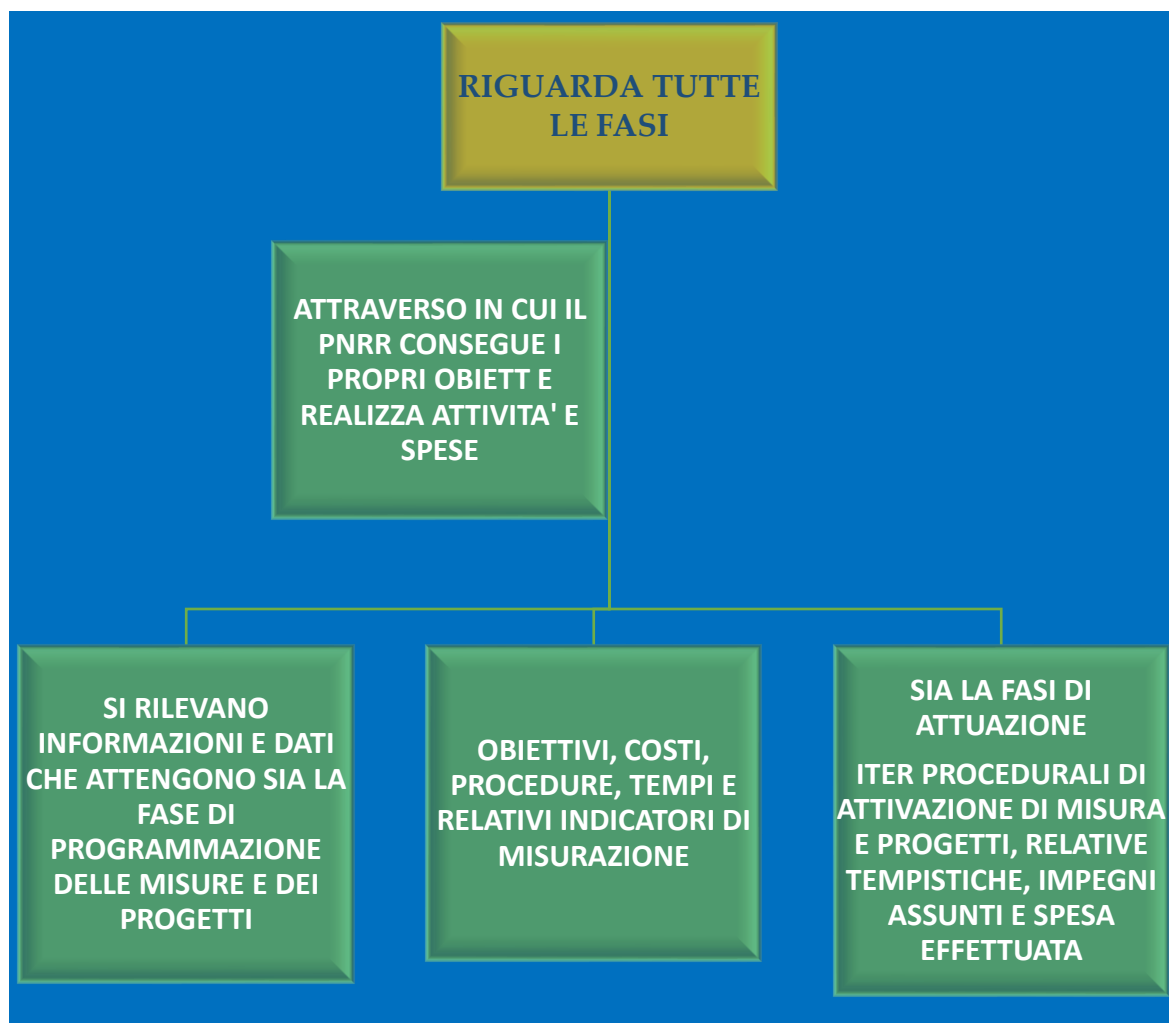 RIGUARDA TUTTE
LE FASI
ATTRAVERSO IN CUI IL
PNRR CONSEGUE I
PROPRI OBIETT E
REALIZZA ATTIVITA' E
SPESE
SI RILEVANO
INFORMAZIONI E DATI
CHE ATTENGONO SIA LA
FASE DI
PROGRAMMAZIONE
DELLE MISURE E DEI
PROGETTI
OBIETTIVI, COSTI,
PROCEDURE, TEMPI E
RELATIVI INDICATORI DI
MISURAZIONE
SIA LA FASI DI
ATTUAZIONE
ITER PROCEDURALI DI
ATTIVAZIONE DI MISURA
E PROGETTI, RELATIVE
TEMPISTICHE, IMPEGNI
ASSUNTI E SPESA
EFFETTUATA